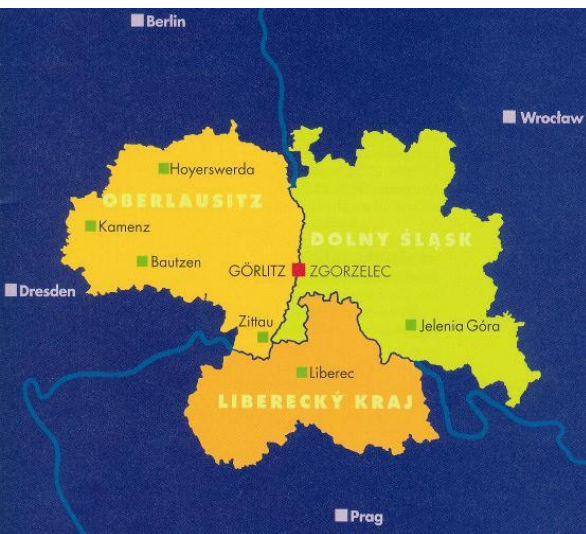 Berlin
Wrocław
Hoyerswerda
OBERLAUSITZ
Kamenz
DOLNY ŚLĄSK
Bautzen
GÖRLITZ ZGORZELEC
Dresden
Zittau
Jelenia Góra
Liberec
LIBERECKÝ KRAJ
Prag